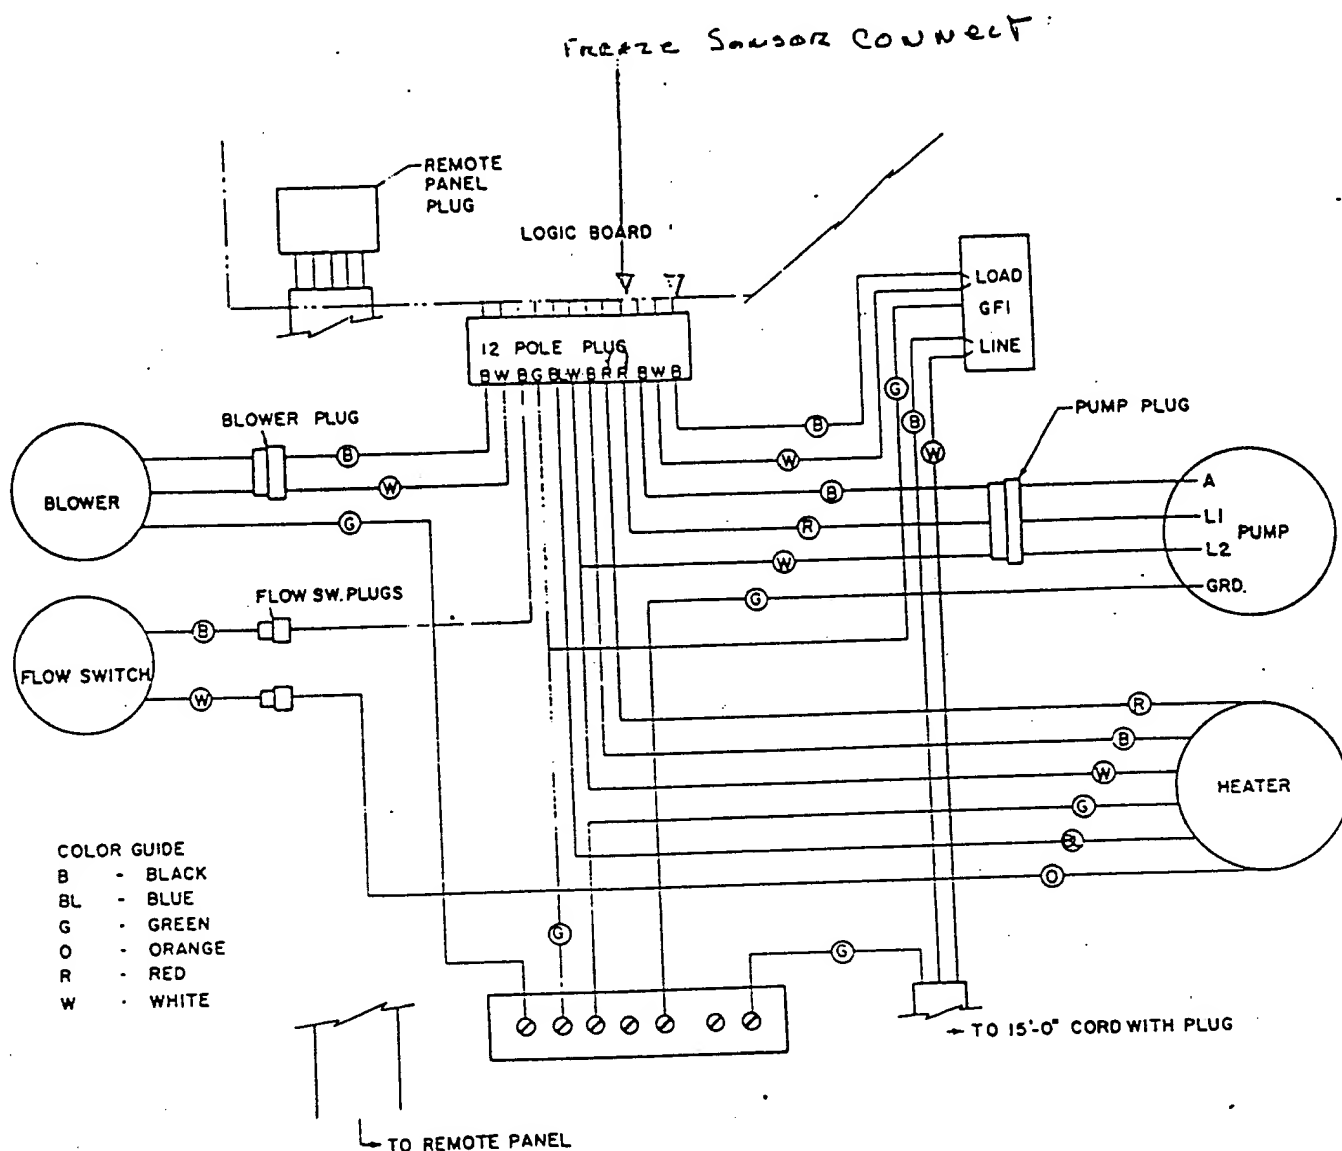 FREAZE SANSOR CONNECT
REMOTE
PANEL
PLUG
LOGIC BOARD
LOAD
GFI
LINE
12 POLE PLUG
B W B G BL W B R R B W B
G
B
W
BLOWER PLUG
PUMP PLUG
B
W
G
BLOWER
B
W
B
R
W
G
A
L1
L2
GRD.
PUMP
FLOW SW. PLUGS
B
W
FLOW SWITCH
R
B
W
G
BL
O
HEATER
COLOR GUIDE
B - BLACK
BL - BLUE
G - GREEN
O - ORANGE
R - RED
W - WHITE
G
G
TO 15'-0" CORD WITH PLUG
TO REMOTE PANEL